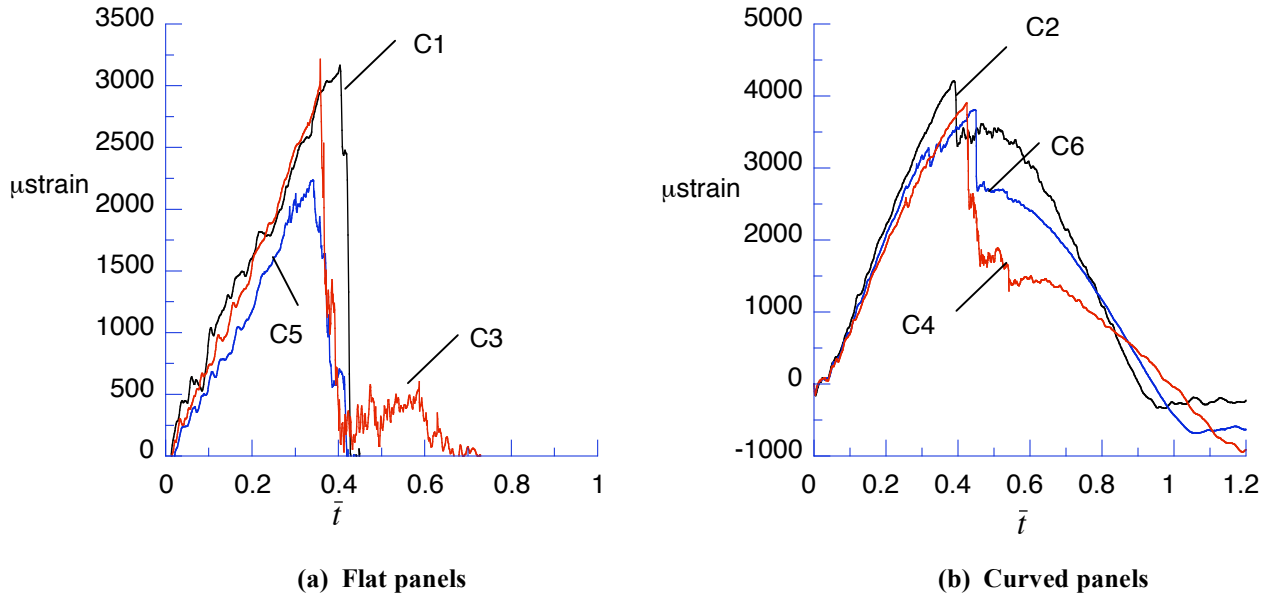 3500
3000
2500
2000
1500
1000
500
0
μstrain
C1
C5
C3
0 0.2 0.4 0.6 0.8 1
t̄
(a) Flat panels
5000
4000
3000
2000
1000
0
-1000
μstrain
C2
C6
C4
0 0.2 0.4 0.6 0.8 1 1.2
t̄
(b) Curved panels